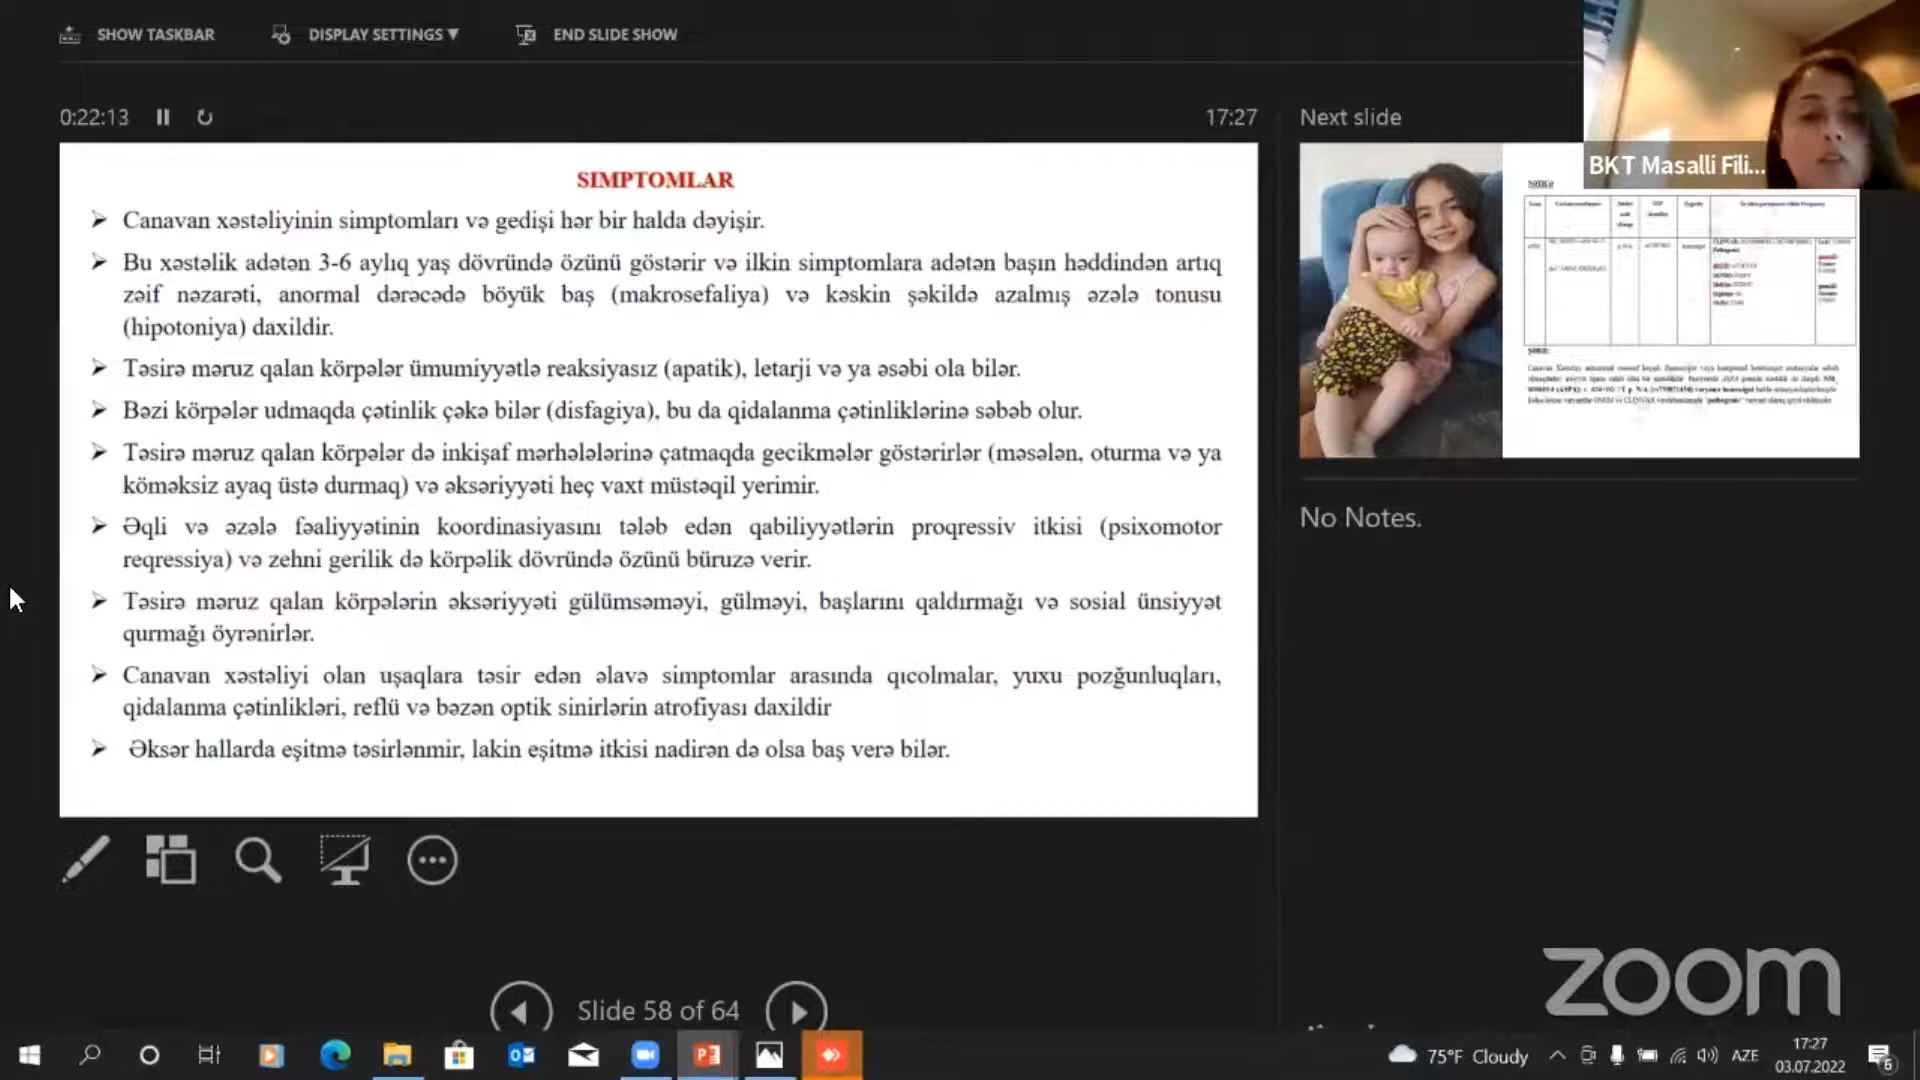 SHOW TASKBAR
DISPLAY SETTINGS ▼
END SLIDE SHOW
0:22:13
17:27
Next slide
BKT Masalli Fili...
SIMPTOMLAR
➢ Canavan xəstəliyinin simptomları və gedişi hər bir halda dəyişir.
➢ Bu xəstəlik adətən 3-6 aylıq yaş dövründə özünü göstərir və ilkin simptomlara adətən başın həddindən artıq
zəif nəzarəti, anormal dərəcədə böyük baş (makrosefaliya) və kəskin şəkildə azalmış əzələ tonusu
(hipotoniya) daxildir.
➢ Təsirə məruz qalan körpələr ümumiyyətlə reaksiyasız (apatik), letarji və ya əsəbi ola bilər.
➢ Bəzi körpələr udmaqda çətinlik çəkə bilər (disfagiya), bu da qidalanma çətinliklərinə səbəb olur.
➢ Təsirə məruz qalan körpələr də inkişaf mərhələlərinə çatmaqda gecikmələr göstərirlər (məsələn, oturma və ya
köməksiz ayaq üstə durmaq) və əksəriyyəti heç vaxt müstəqil yerimir.
➢ Əqli və əzələ fəaliyyətinin koordinasiyasını tələb edən qabiliyyətlərin proqressiv itkisi (psixomotor
reqressiya) və zehni gerilik də körpəlik dövründə özünü büruzə verir.
➢ Təsirə məruz qalan körpələrin əksəriyyəti gülümsəməyi, gülməyi, başlarını qaldırmağı və sosial ünsiyyət
qurmağı öyrənirlər.
➢ Canavan xəstəliyi olan uşaqlara təsir edən əlavə simptomlar arasında qıcolmalar, yuxu pozğunluqları,
qidalanma çətinlikləri, reflü və bəzən optik sinirlərin atrofiyası daxildir
➢ Əksər hallarda eşitmə təsirlənmir, lakin eşitmə itkisi nadirən də olsa baş verə bilər.
No Notes.
Slide 58 of 64
zoom
75°F Cloudy
AZE
17:27
03.07.2022
6